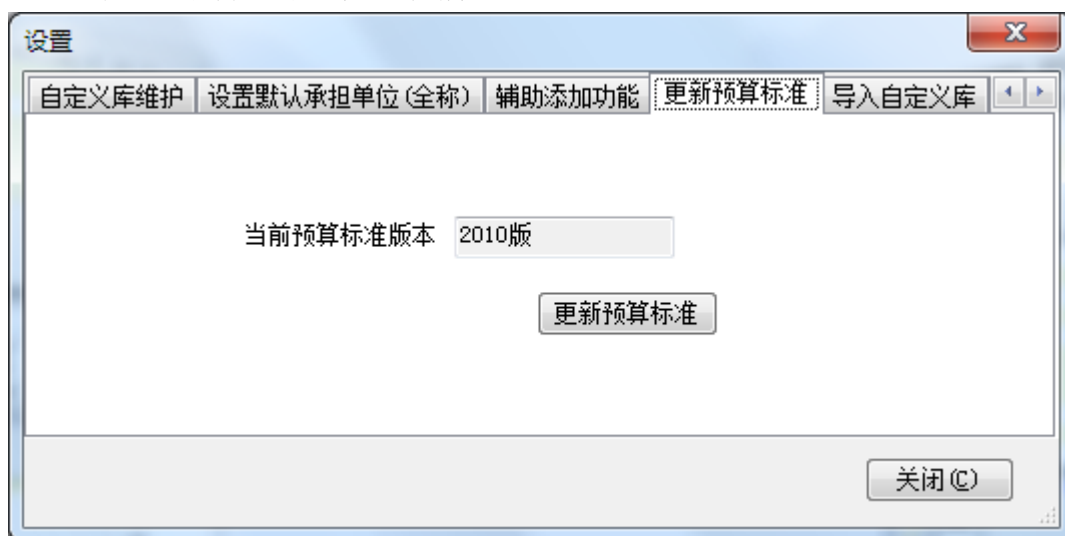 设置
自定义库维护 设置默认承担单位(全称) 辅助添加功能 更新预算标准 导入自定义库
当前预算标准版本 2010版
更新预算标准
关闭(C)